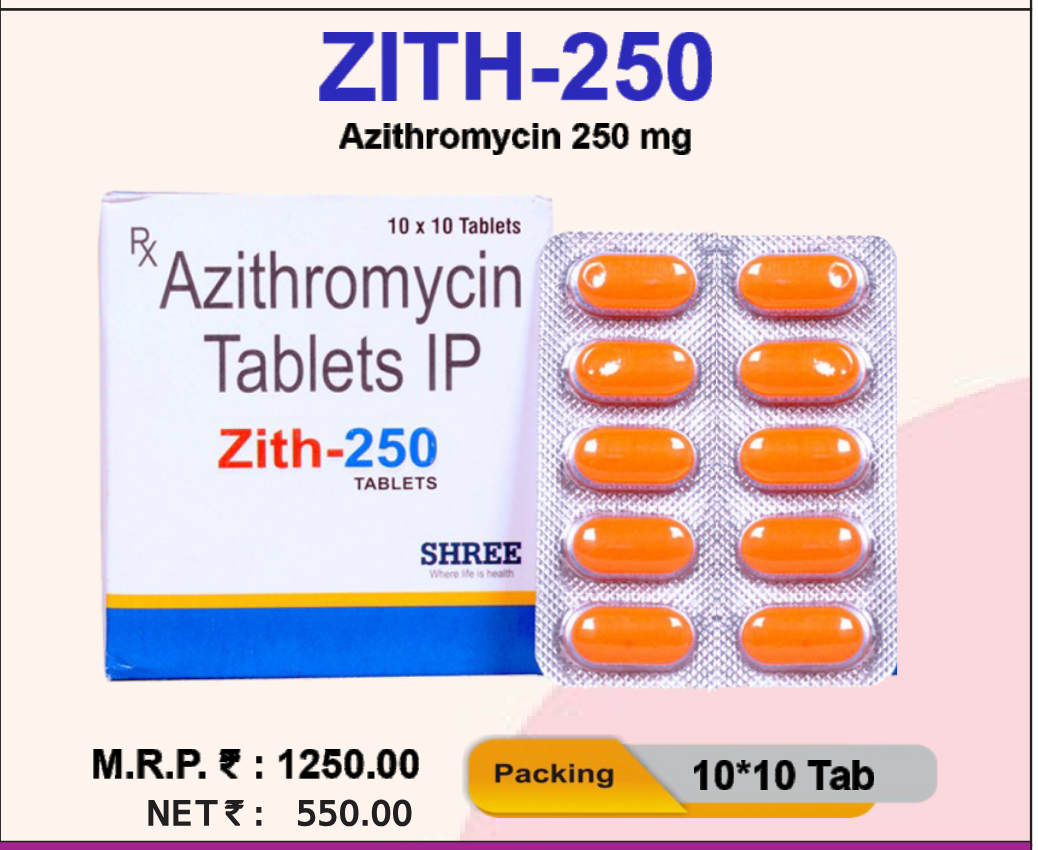 ZITH-250
Azithromycin 250 mg
10 x 10 Tablets
Rx
Azithromycin
Tablets IP
Zith-250
TABLETS
SHREE
Where life is health
M.R.P. ₹ : 1250.00
NET ₹ : 550.00
Packing
10*10 Tab